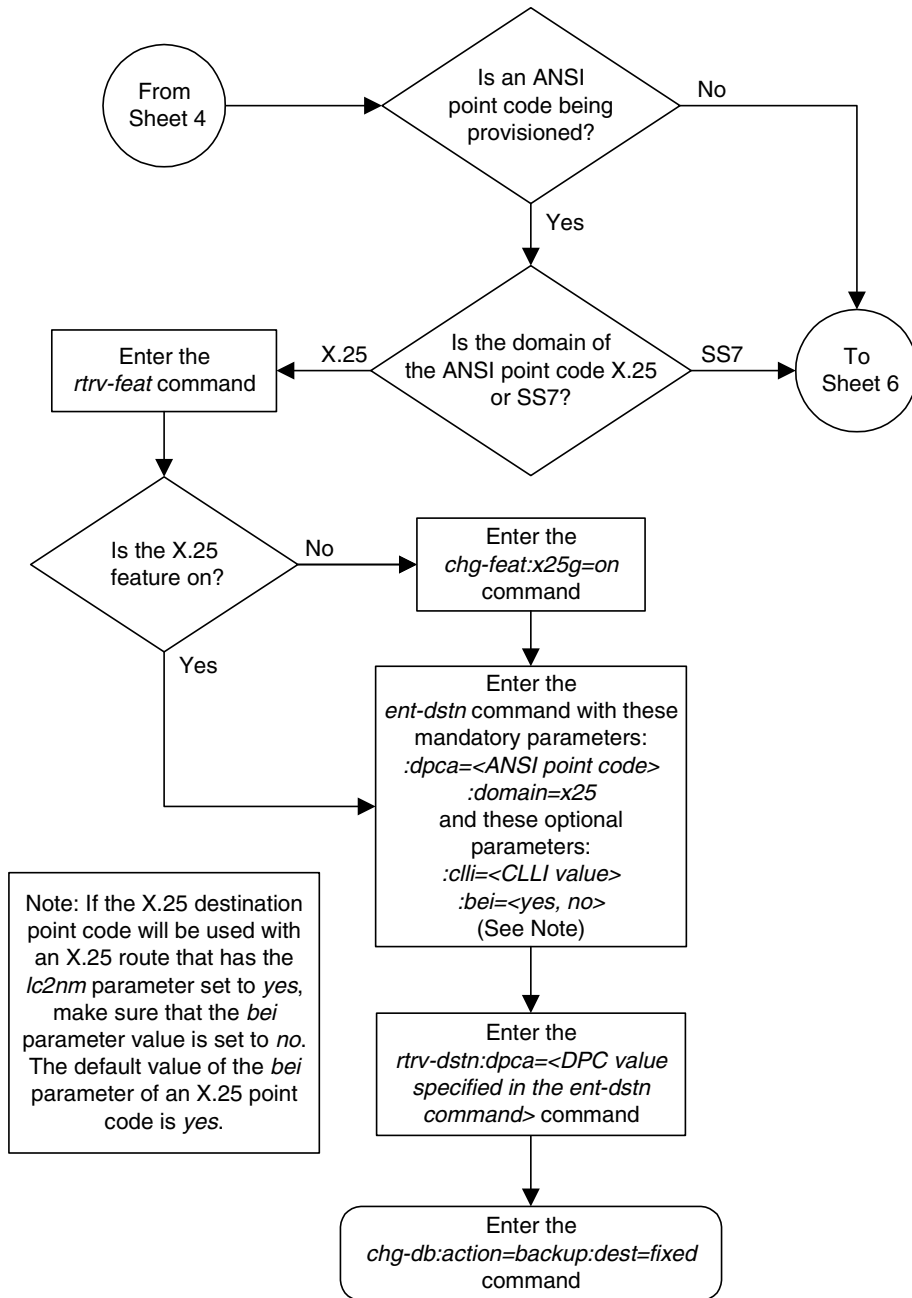 From
Sheet 4
Is an ANSI
point code being
provisioned?
No
Yes
Is the domain of
the ANSI point code X.25
or SS7?
X.25
SS7
To
Sheet 6
Enter the
rtrv-feat command
Is the X.25
feature on?
No
Yes
Enter the
chg-feat:x25g=on
command
Enter the
ent-dstn command with these
mandatory parameters:
:dpca=<ANSI point code>
:domain=x25
and these optional
parameters:
:clli=<CLLI value>
:bei=<yes, no>
(See Note)
Note: If the X.25 destination
point code will be used with
an X.25 route that has the
lc2nm parameter set to yes,
make sure that the bei
parameter value is set to no.
The default value of the bei
parameter of an X.25 point
code is yes.
Enter the
rtrv-dstn:dpca=<DPC value
specified in the ent-dstn
command> command
Enter the
chg-db:action=backup:dest=fixed
command